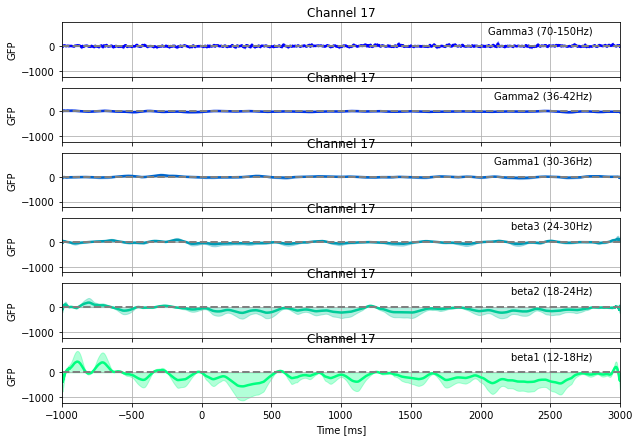 Channel 17
GFP
0
−1000
Gamma3 (70-150Hz)
Channel 17
GFP
0
−1000
Gamma2 (36-42Hz)
Channel 17
GFP
0
−1000
Gamma1 (30-36Hz)
Channel 17
GFP
0
−1000
beta3 (24-30Hz)
Channel 17
GFP
0
−1000
beta2 (18-24Hz)
Channel 17
GFP
0
−1000
beta1 (12-18Hz)
−1000 −500 0 500 1000 1500 2000 2500 3000
Time [ms]